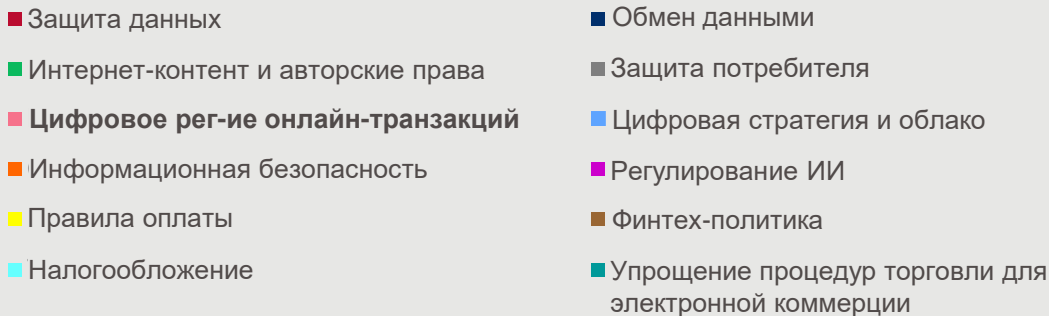 Защита данных
Интернет-контент и авторские права
Цифровое рег-ие онлайн-транзакций
Информационная безопасность
Правила оплаты
Налогообложение
Обмен данными
Защита потребителя
Цифровая стратегия и облако
Регулирование ИИ
Финтех-политика
Упрощение процедур торговли для
электронной коммерции